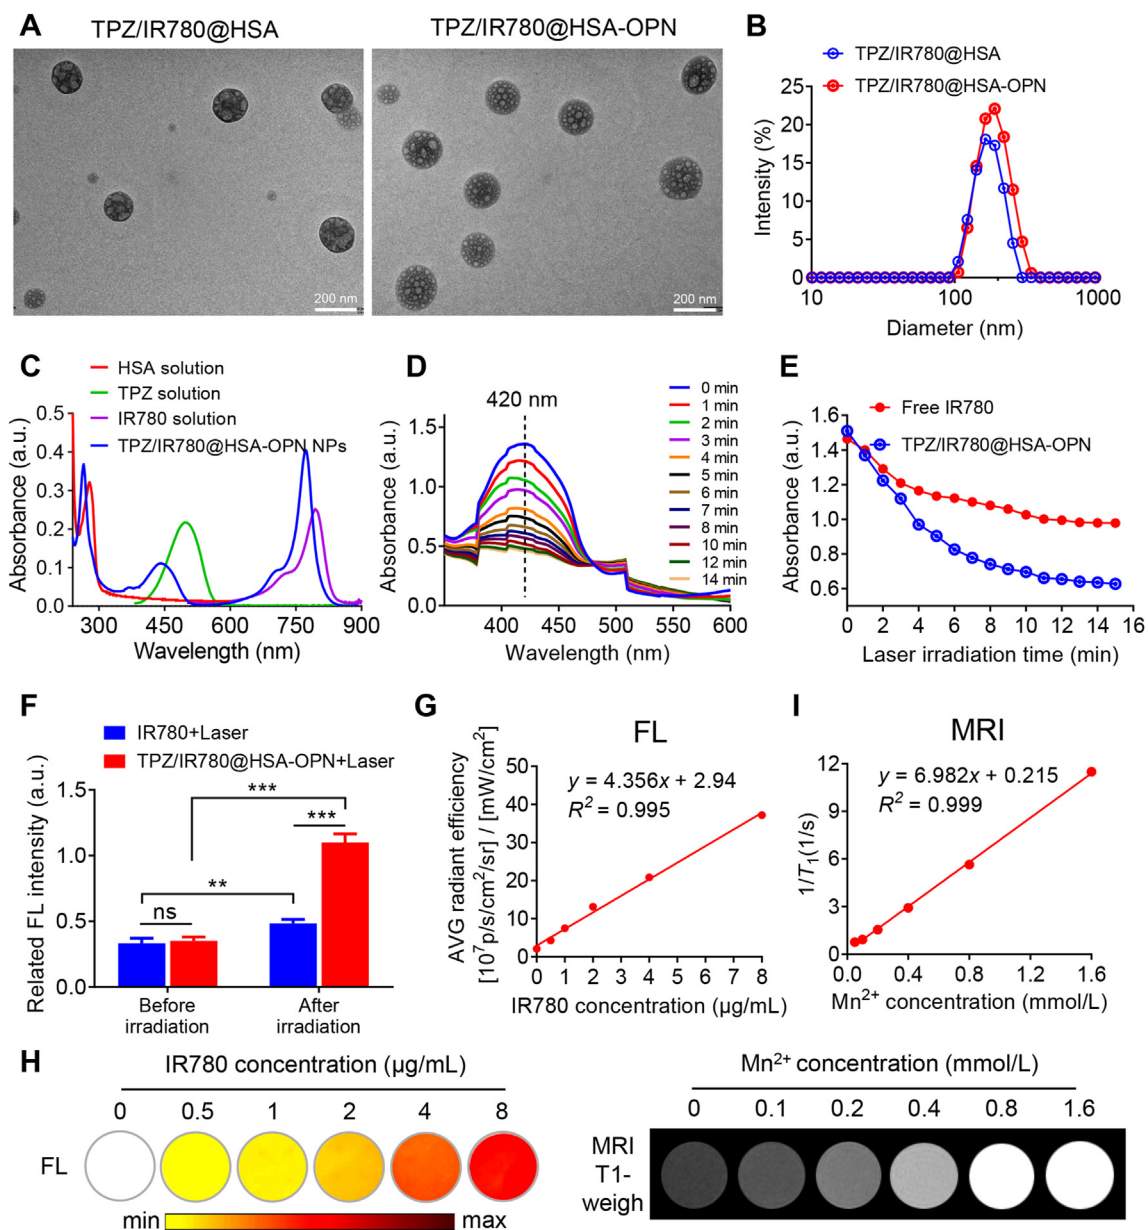 A
TPZ/IR780@HSA
TPZ/IR780@HSA-OPN
200 nm
200 nm
B
TPZ/IR780@HSA
TPZ/IR780@HSA-OPN
Intensity (%)
25
20
15
10
5
0
10 100 1000
Diameter (nm)
C
HSA solution
TPZ solution
IR780 solution
TPZ/IR780@HSA-OPN NPs
Absorbance (a.u.)
0.5
0.4
0.3
0.2
0.1
0.0
300 450 600 750 900
Wavelength (nm)
D
420 nm
0 min
1 min
2 min
3 min
4 min
5 min
6 min
7 min
8 min
10 min
12 min
14 min
Absorbance (a.u.)
1.5
1.0
0.5
0.0
400 450 500 550 600
Wavelength (nm)
E
Free IR780
TPZ/IR780@HSA-OPN
Absorbance (a.u.)
1.6
1.4
1.2
1.0
0.8
0.6
0 2 4 6 8 10 12 14 16
Laser irradiation time (min)
F
IR780+Laser
TPZ/IR780@HSA-OPN+Laser
Related FL intensity (a.u.)
1.5
1.0
0.5
0.0
***
***
**
ns
Before irradiation
After irradiation
G
FL
y = 4.356x + 2.94
R² = 0.995
AVG radiant efficiency
[10⁷p/s/cm²/sr] / [mW/cm²]
50
40
30
20
10
0
0 1 2 3 4 5 6 7 8
IR780 concentration (µg/mL)
I
MRI
y = 6.982x + 0.215
R² = 0.999
1/T₁(1/s)
12
9
6
3
0
0.0 0.4 0.8 1.2 1.6
Mn²⁺ concentration (mmol/L)
H
IR780 concentration (µg/mL)
0 0.5 1 2 4 8
FL
min max
Mn²⁺ concentration (mmol/L)
0 0.1 0.2 0.4 0.8 1.6
MRI
T1-
weigh